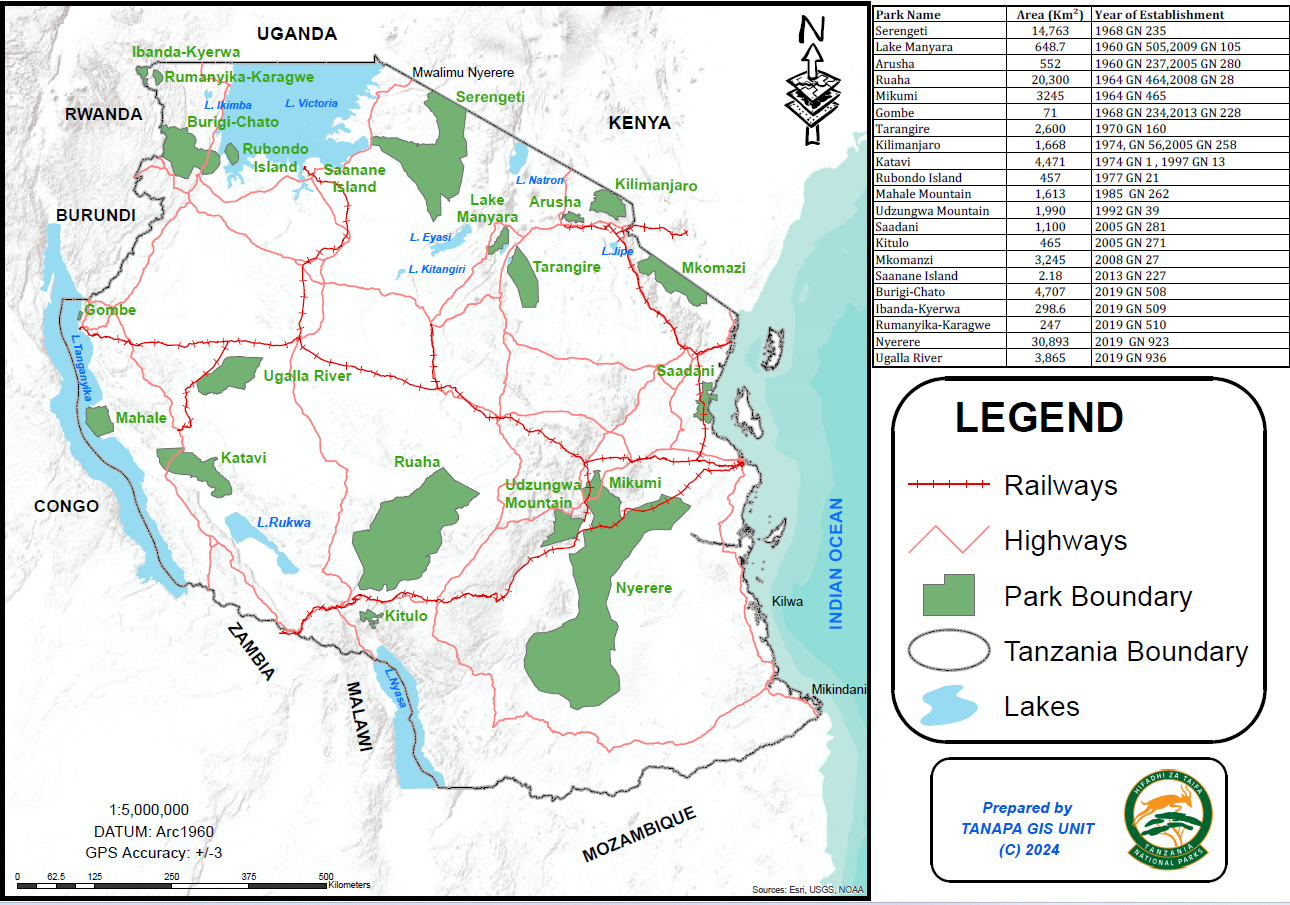 UGANDA
Ibanda-Kyerwa
Rumanyika-Karagwe
Mwalimu Nyerere
Serengeti
L. Ikimba
L. Victoria
RWANDA
Burigi-Chato
KENYA
Rubondo
Island
Saanane
Island
L. Natron
Kilimanjaro
Lake
Manyara
Arusha
BURUNDI
L. Eyasi
L.Jipe
L. Kitangiri
Tarangire
Mkomazi
Gombe
L.Tanganyika
Saadani
Ugalla River
Mahale
Katavi
Ruaha
Udzungwa
Mountain
Mikumi
CONGO
L.Rukwa
INDIAN OCEAN
Nyerere
Kilwa
Kitulo
ZAMBIA
L.Nyasa
MALAWI
Mikindani
MOZAMBIQUE
1:5,000,000
DATUM: Arc1960
GPS Accuracy: +/-3
0 62.5 125 250 375 500
Kilometers
Sources: Esri, USGS, NOAA
N
Park Name Area (Km²) Year of Establishment
Serengeti 14,763 1968 GN 235
Lake Manyara 648.7 1960 GN 505,2009 GN 105
Arusha 552 1960 GN 237,2005 GN 280
Ruaha 20,300 1964 GN 464,2008 GN 28
Mikumi 3245 1964 GN 465
Gombe 71 1968 GN 234,2013 GN 228
Tarangire 2,600 1970 GN 160
Kilimanjaro 1,668 1974, GN 56,2005 GN 258
Katavi 4,471 1974 GN 1 , 1997 GN 13
Rubondo Island 457 1977 GN 21
Mahale Mountain 1,613 1985 GN 262
Udzungwa Mountain 1,990 1992 GN 39
Saadani 1,100 2005 GN 281
Kitulo 465 2005 GN 271
Mkomanzi 3,245 2008 GN 27
Saanane Island 2.18 2013 GN 227
Burigi-Chato 4,707 2019 GN 508
Ibanda-Kyerwa 298.6 2019 GN 509
Rumanyika-Karagwe 247 2019 GN 510
Nyerere 30,893 2019 GN 923
Ugalla River 3,865 2019 GN 936
LEGEND
Railways
Highways
Park Boundary
Tanzania Boundary
Lakes
Prepared by
TANAPA GIS UNIT
(C) 2024
HIFADHI ZA TAIFA
TANZANIA
NATIONAL PARKS